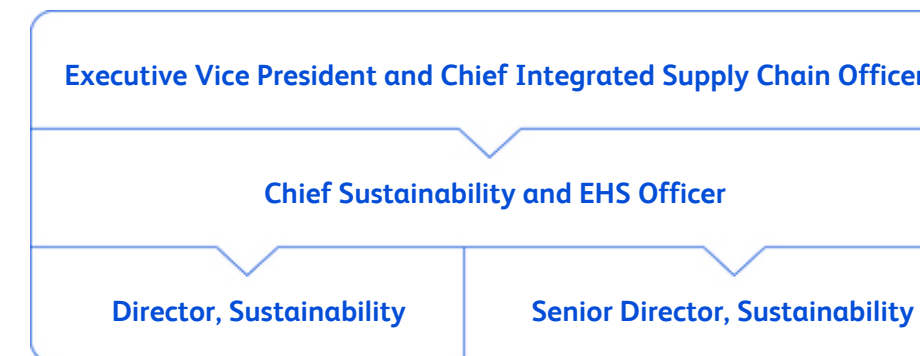 Executive Vice President and Chief Integrated Supply Chain Officer
Chief Sustainability and EHS Officer
Director, Sustainability
Senior Director, Sustainability